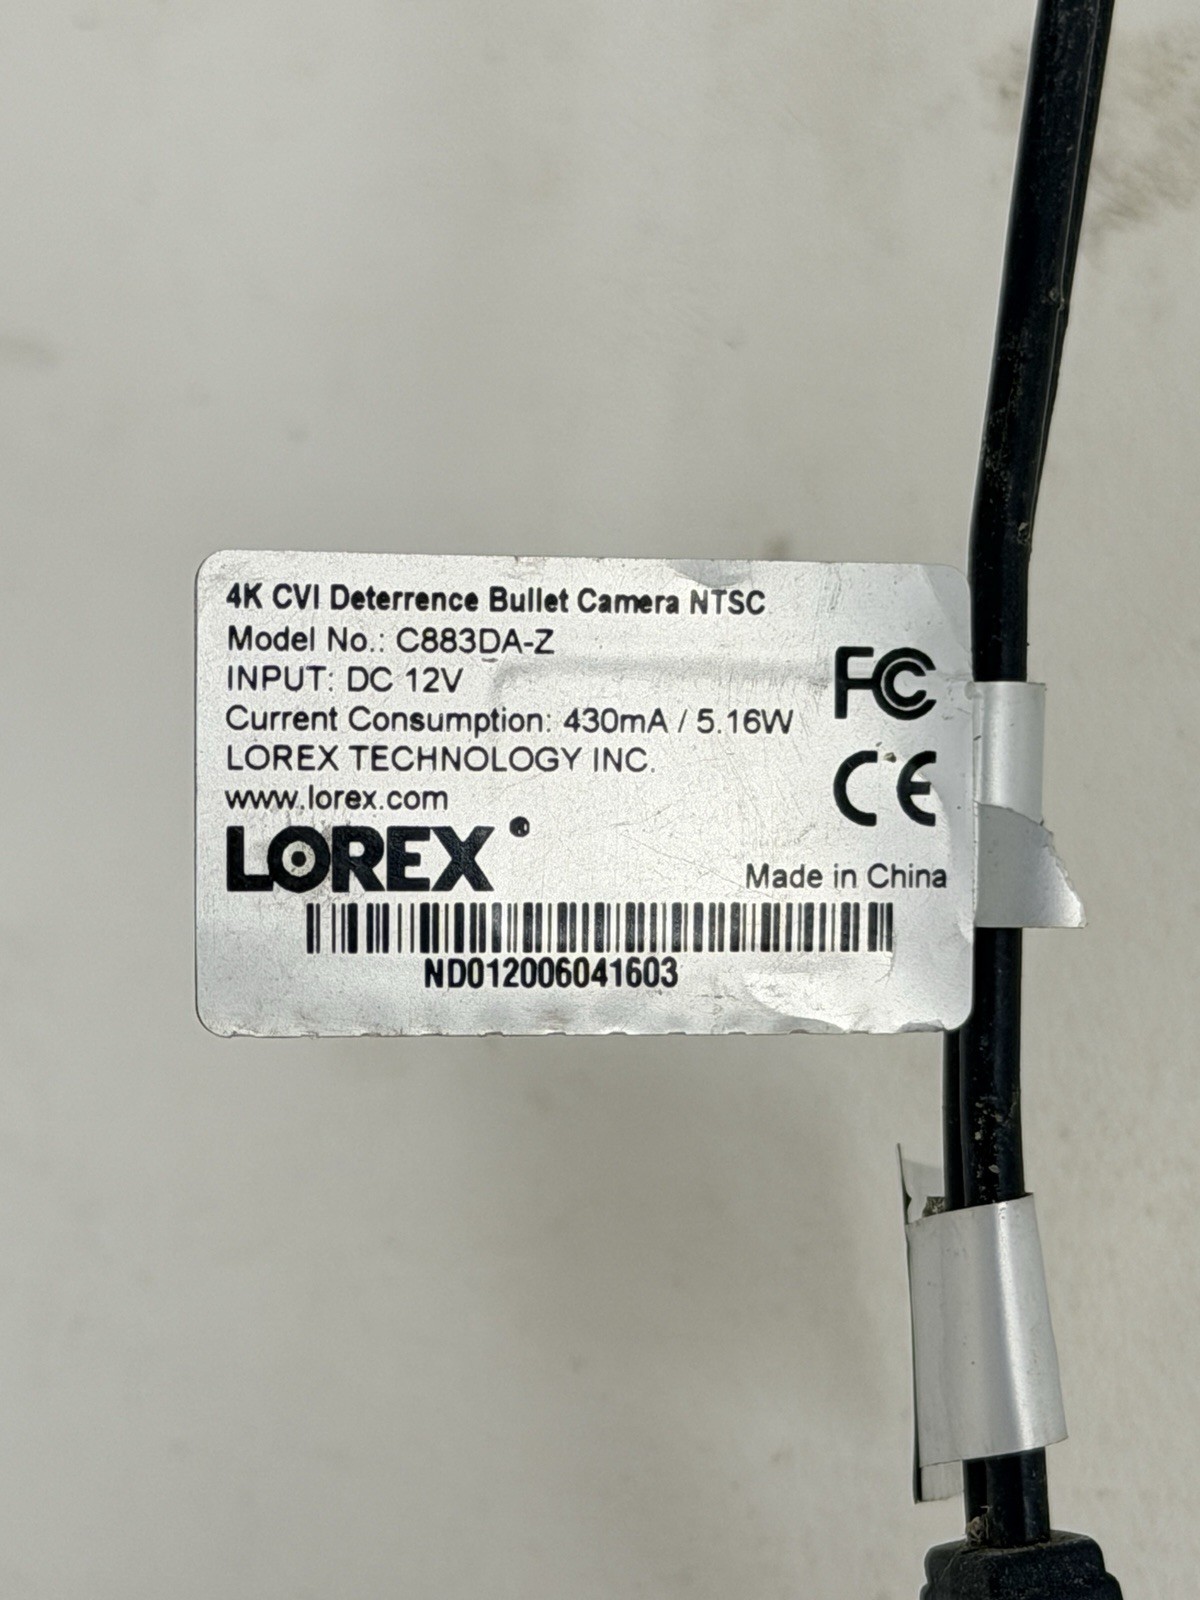 4K CVI Deterrence Bullet Camera NTSC
Model No.: C883DA-Z
INPUT: DC 12V
Current Consumption: 430mA / 5.16W
LOREX TECHNOLOGY INC.
www.lorex.com
FC
CE
LOREX®
Made in China
ND012006041603